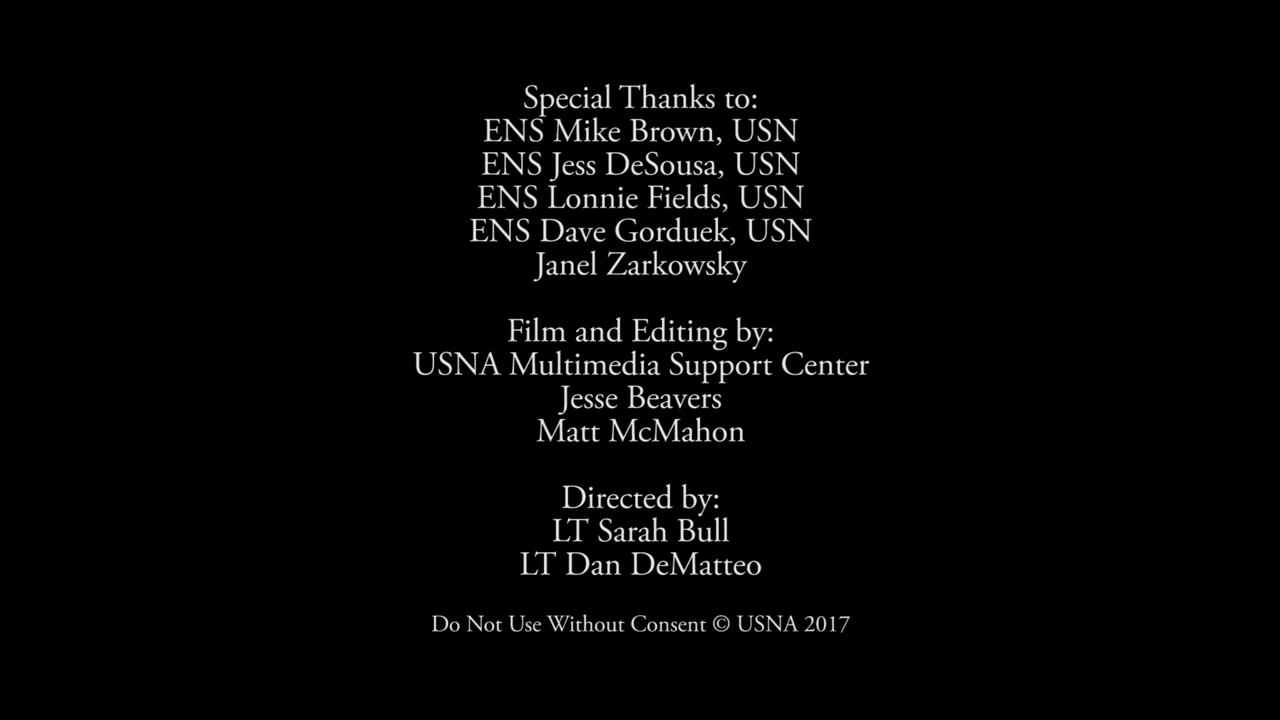 Special Thanks to:
ENS Mike Brown, USN
ENS Jess DeSousa, USN
ENS Lonnie Fields, USN
ENS Dave Gorduek, USN
Janel Zarkowsky
Film and Editing by:
USNA Multimedia Support Center
Jesse Beavers
Matt McMahon
Directed by:
LT Sarah Bull
LT Dan DeMatteo
Do Not Use Without Consent © USNA 2017